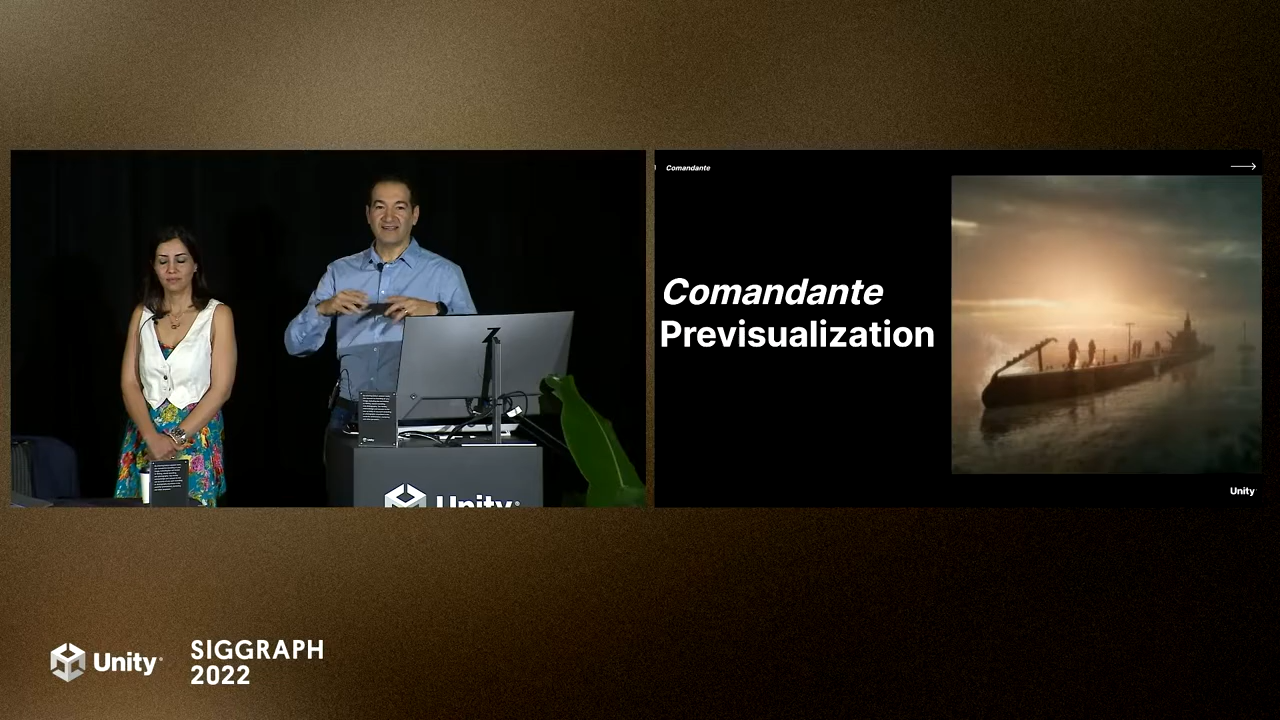 Comandante
Comandante
Previsualization
Unity
Unity
Unity
SIGGRAPH
2022